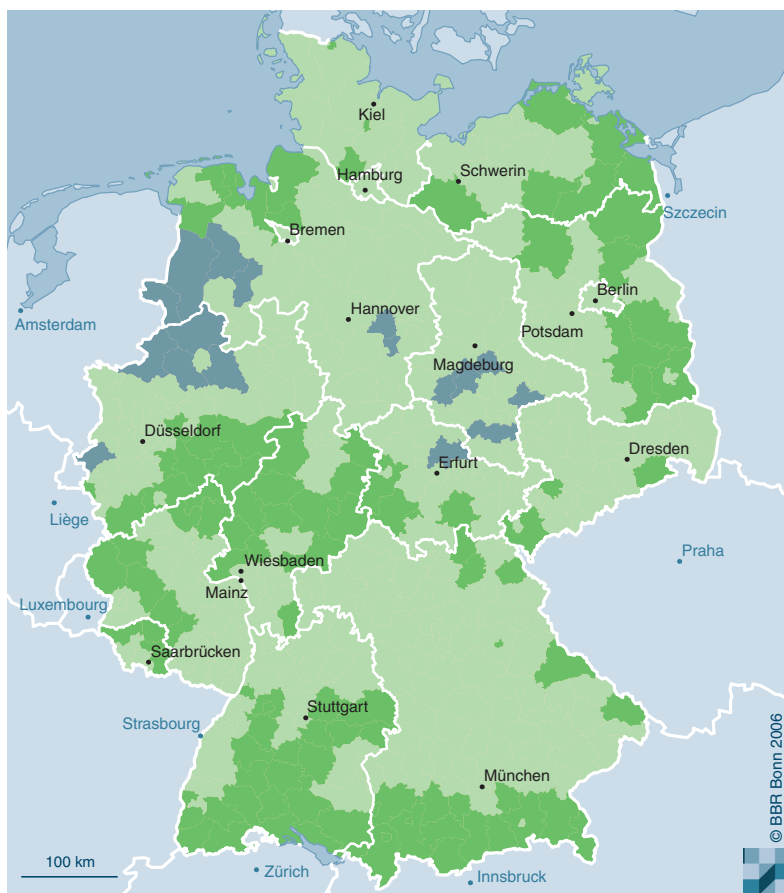 Kiel
Hamburg
Schwerin
Szczecin
Bremen
Berlin
Amsterdam
Hannover
Potsdam
Magdeburg
Düsseldorf
Erfurt
Dresden
Liège
Praha
Wiesbaden
Mainz
Luxembourg
Saarbrücken
Stuttgart
Strasbourg
München
100 km
Zürich
Innsbruck
© BBR Bonn 2006